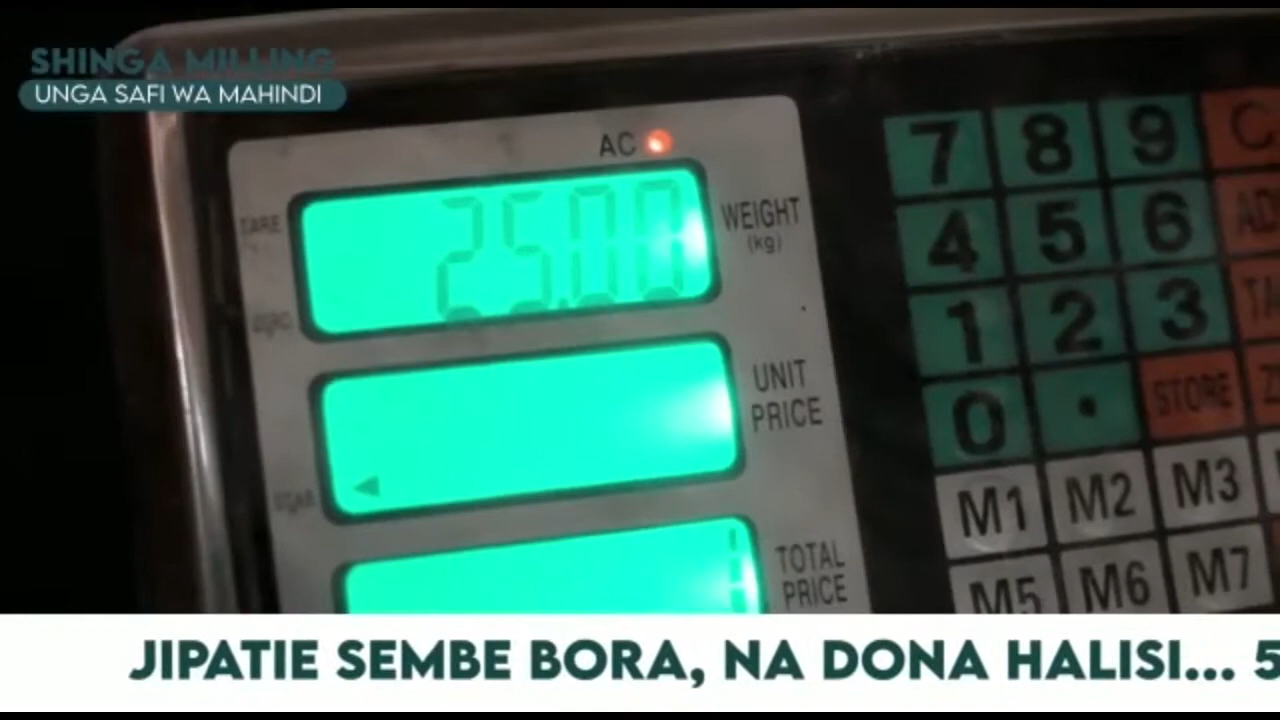 SHINGA MILLING
UNGA SAFI WA MAHINDI
AC
TARE
25.00
WEIGHT
(kg)
UNIT
PRICE
TOTAL
PRICE
7 8 9
4 5 6
1 2 3
0 . STORE
M1 M2 M3
M5 M6 M7
JIPATIE SEMBE BORA, NA DONA HALISI... 5